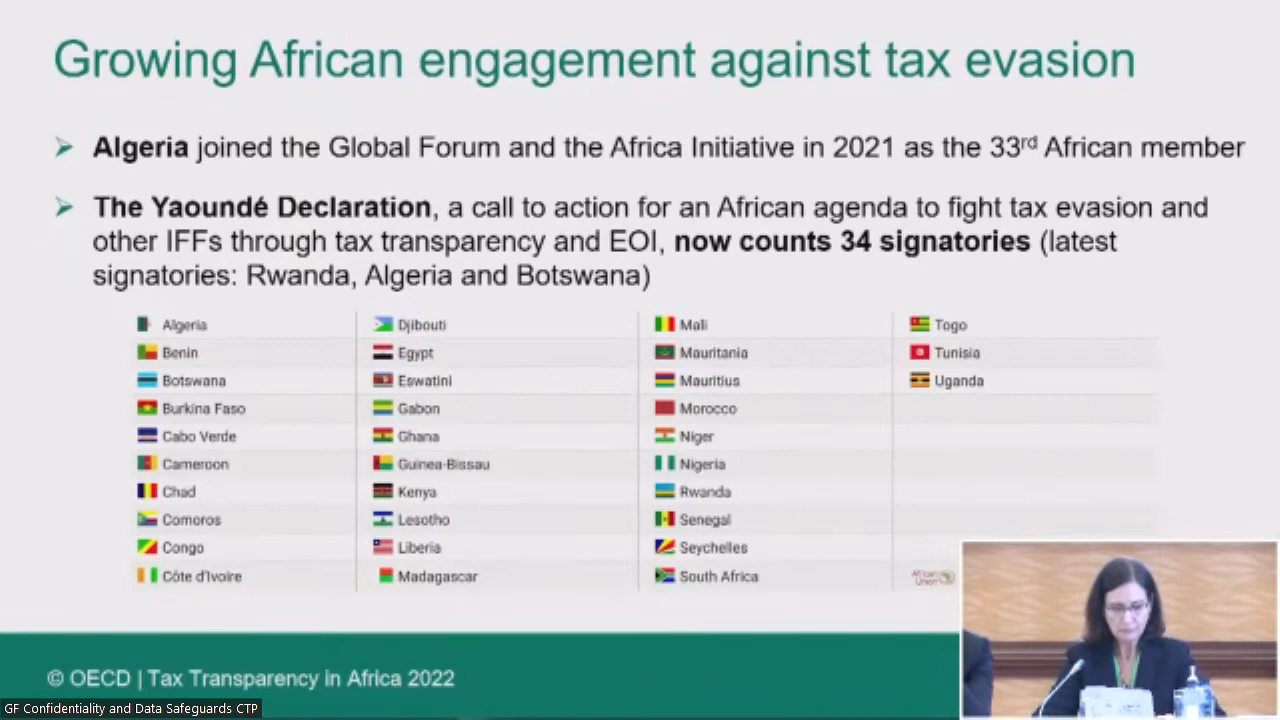 Growing African engagement against tax evasion
Algeria joined the Global Forum and the Africa Initiative in 2021 as the 33rd African member
The Yaoundé Declaration, a call to action for an African agenda to fight tax evasion and
other IFFs through tax transparency and EOI, now counts 34 signatories (latest
signatories: Rwanda, Algeria and Botswana)
Algeria
Benin
Botswana
Burkina Faso
Cabo Verde
Cameroon
Chad
Comoros
Congo
Côte d'Ivoire
Djibouti
Egypt
Eswatini
Gabon
Ghana
Guinea-Bissau
Kenya
Lesotho
Liberia
Madagascar
Mali
Mauritania
Mauritius
Morocco
Niger
Nigeria
Rwanda
Senegal
Seychelles
South Africa
Togo
Tunisia
Uganda
African
Union
© OECD | Tax Transparency in Africa 2022
GF Confidentiality and Data Safeguards CTP